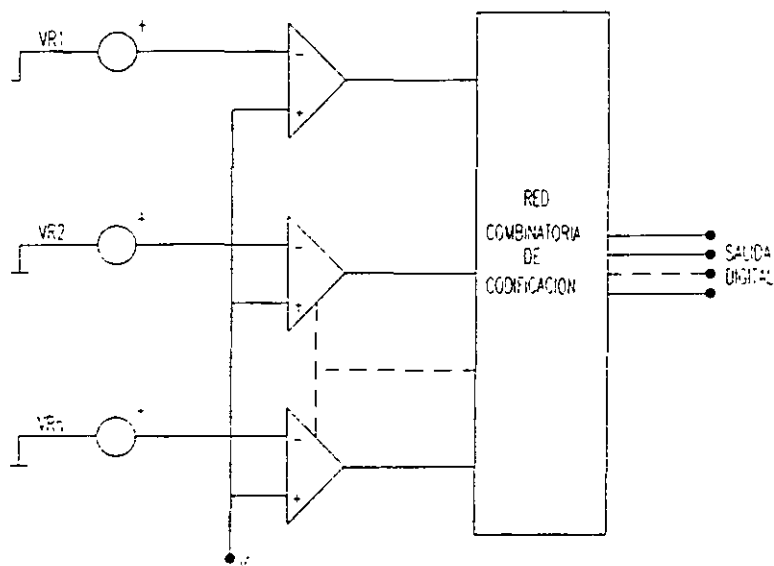 VR1
+
-
+
VR2
+
-
+
RED
COMBINATORIA
DE
CODIFICACION
SALIDA
DIGITAL
VRn
+
-
+